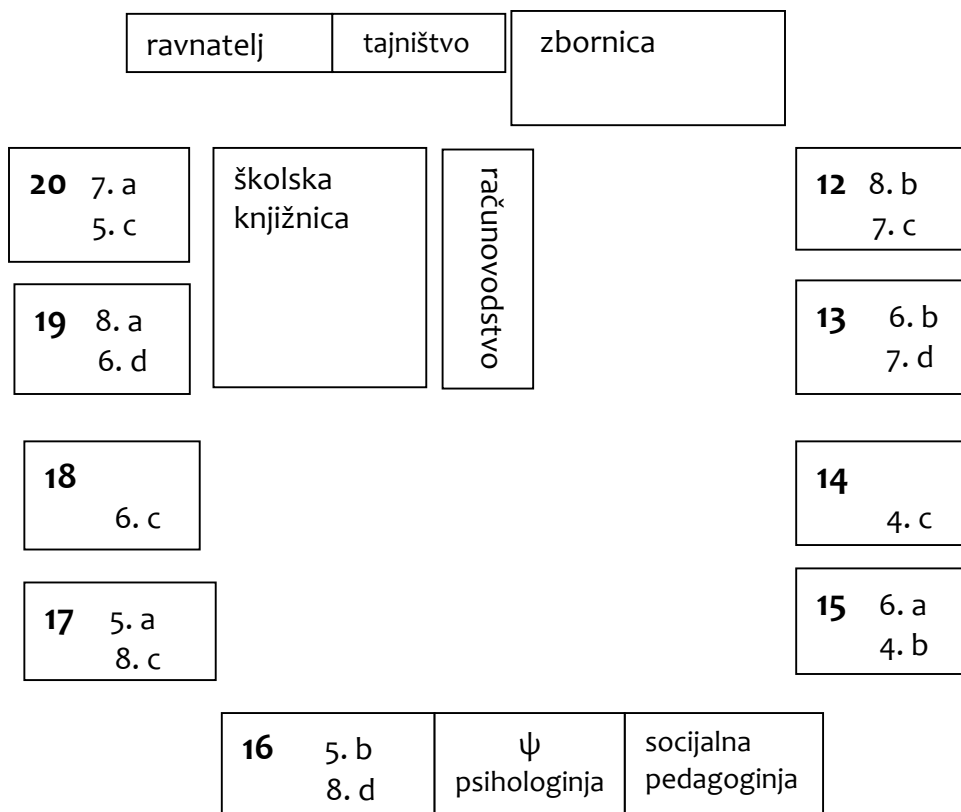 ravnatelj
tajništvo
zbornica
20 7. a
5. c
školska
knjižnica
računovodstvo
12 8. b
7. c
19 8. a
6. d
13 6. b
7. d
18
6. c
14
4. c
17 5. a
8. c
15 6. a
4. b
16 5. b
8. d
ψ
psihologinja
socijalna
pedagoginja